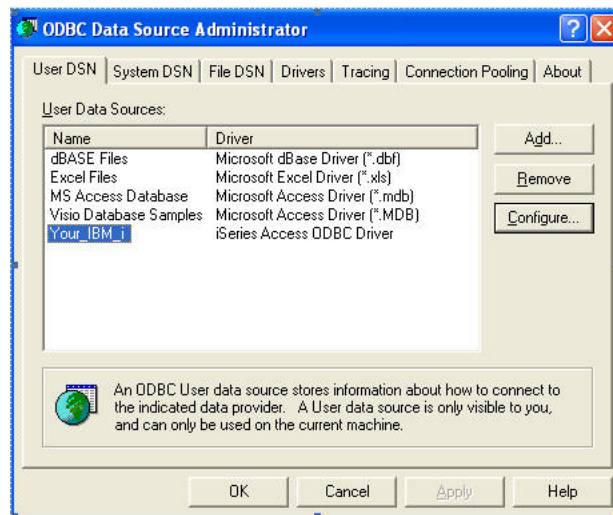 ODBC Data Source Administrator
User DSN System DSN File DSN Drivers Tracing Connection Pooling About
User Data Sources:
Name Driver
dBASE Files Microsoft dBase Driver (*.dbf)
Excel Files Microsoft Excel Driver (*.xls)
MS Access Database Microsoft Access Driver (*.mdb)
Visio Database Samples Microsoft Access Driver (*.MDB)
Your_IBM_i iSeries Access ODBC Driver
Add...
Remove
Configure...
An ODBC User data source stores information about how to connect to
the indicated data provider. A User data source is only visible to you,
and can only be used on the current machine.
OK Cancel Apply Help